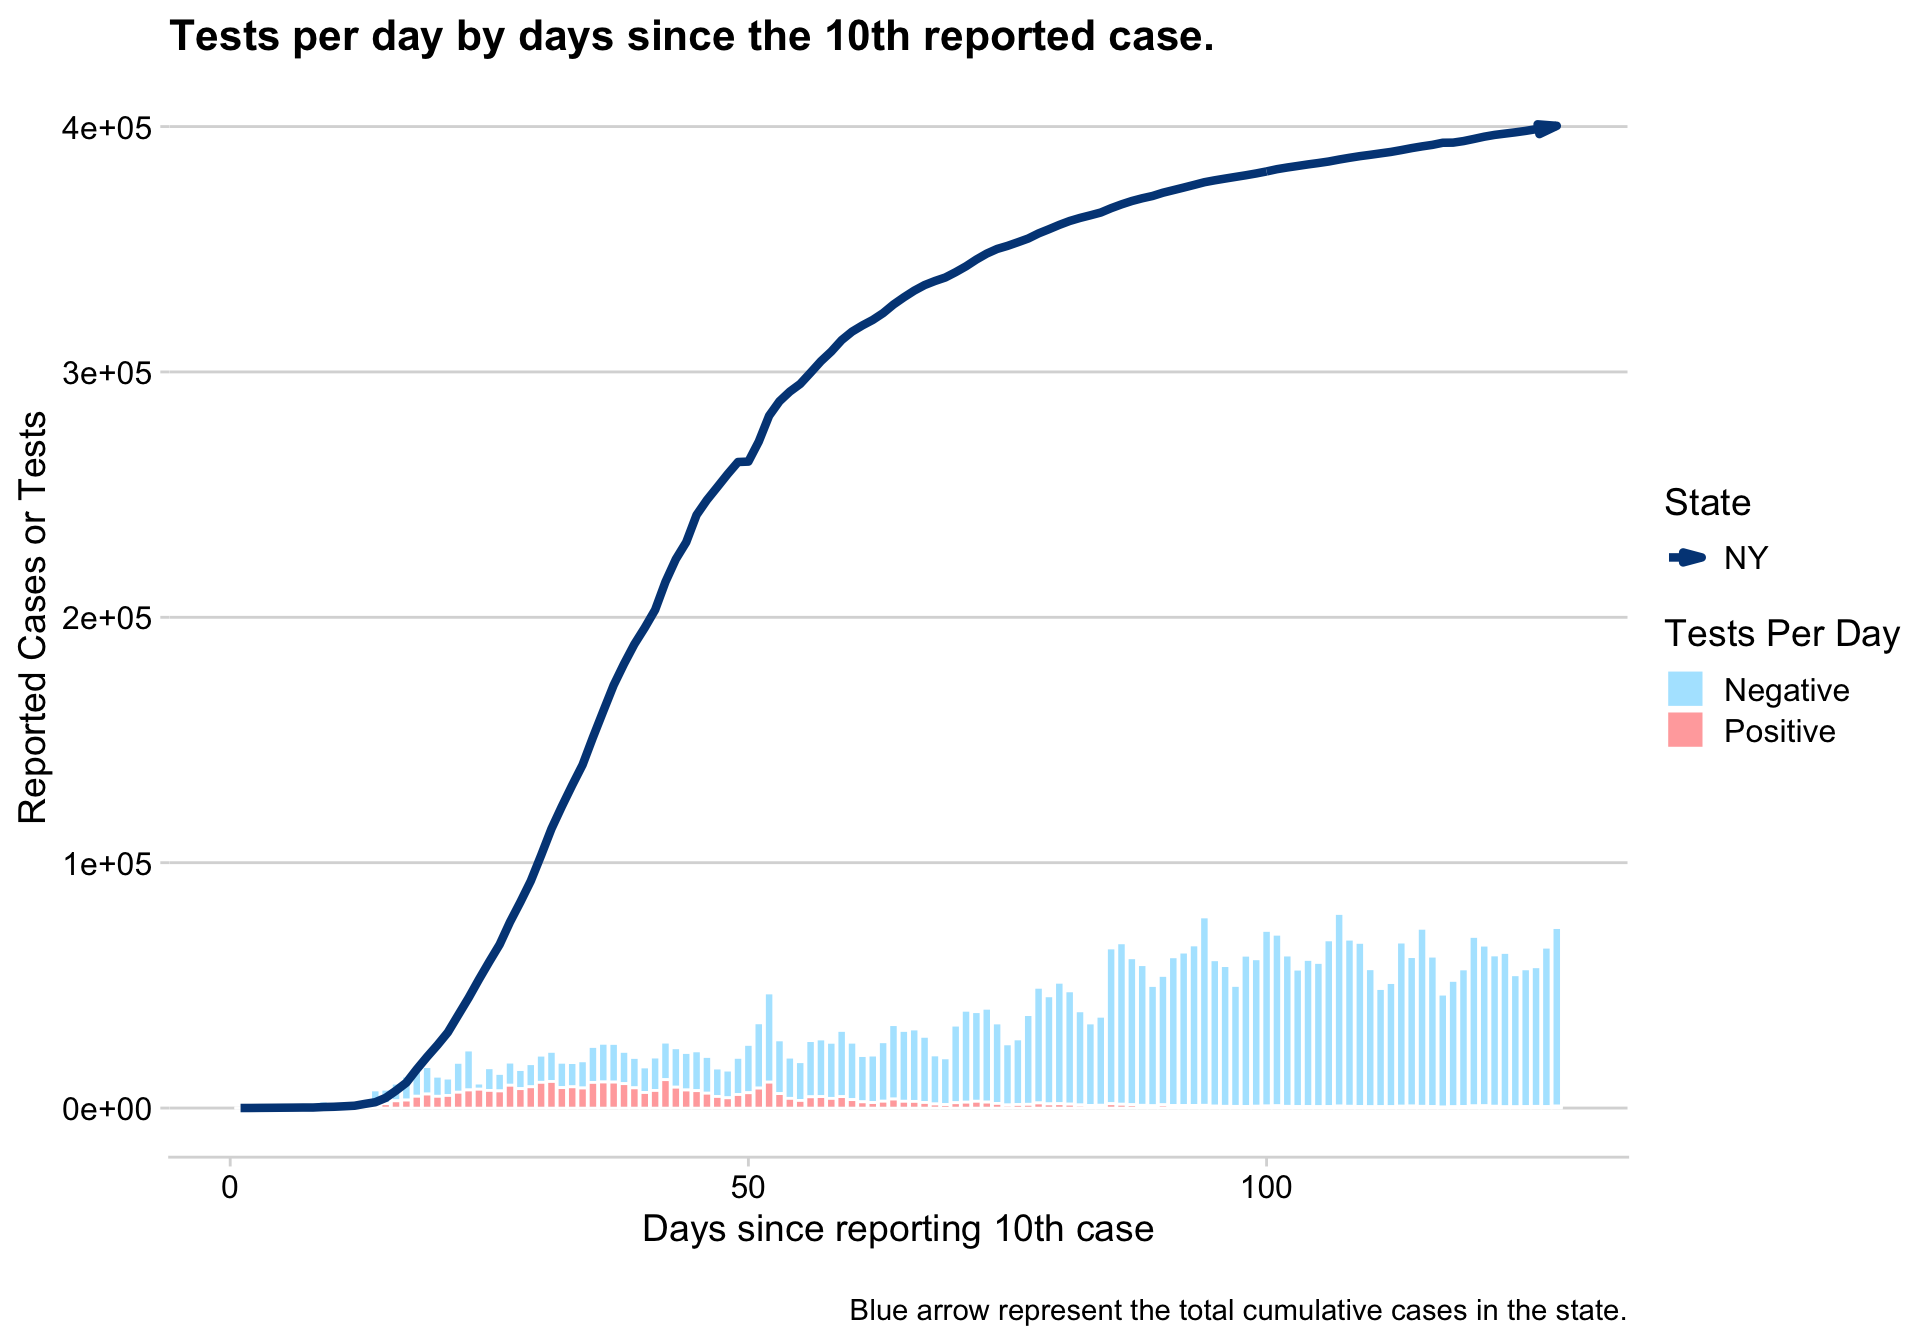 Tests per day by days since the 10th reported case.
4e+05
3e+05
2e+05
1e+05
0e+00
Reported Cases or Tests
0
50
100
Days since reporting 10th case
State
NY
Tests Per Day
Negative
Positive
Blue arrow represent the total cumulative cases in the state.